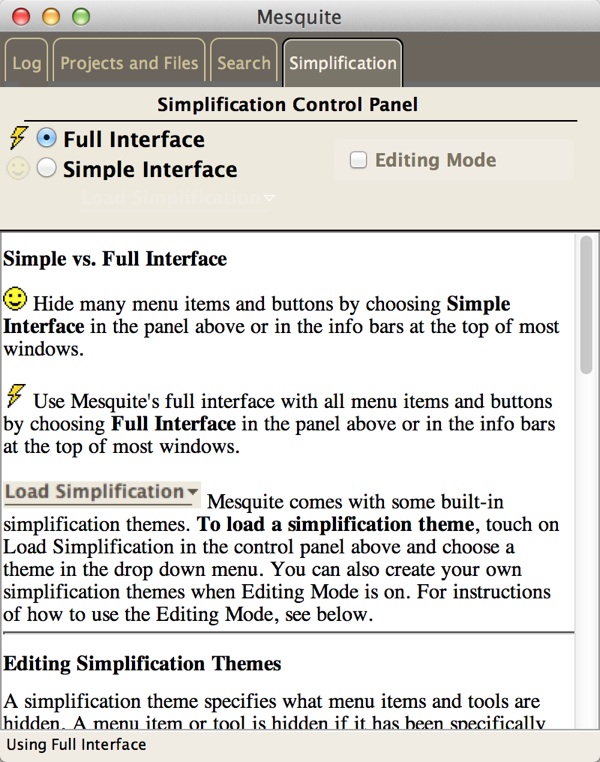 Mesquite
Log
Projects and Files
Search
Simplification
Simplification Control Panel
Full Interface
Simple Interface
Editing Mode
Load Simplification
Simple vs. Full Interface
Hide many menu items and buttons by choosing Simple
Interface in the panel above or in the info bars at the top of most
windows.
Use Mesquite's full interface with all menu items and buttons
by choosing Full Interface in the panel above or in the info bars
at the top of most windows.
Load Simplification Mesquite comes with some built-in
simplification themes. To load a simplification theme, touch on
Load Simplification in the control panel above and choose a
theme in the drop down menu. You can also create your own
simplification themes when Editing Mode is on. For instructions
of how to use the Editing Mode, see below.
Editing Simplification Themes
A simplification theme specifies what menu items and tools are
hidden. A menu item or tool is hidden if it has been specifically
Using Full Interface